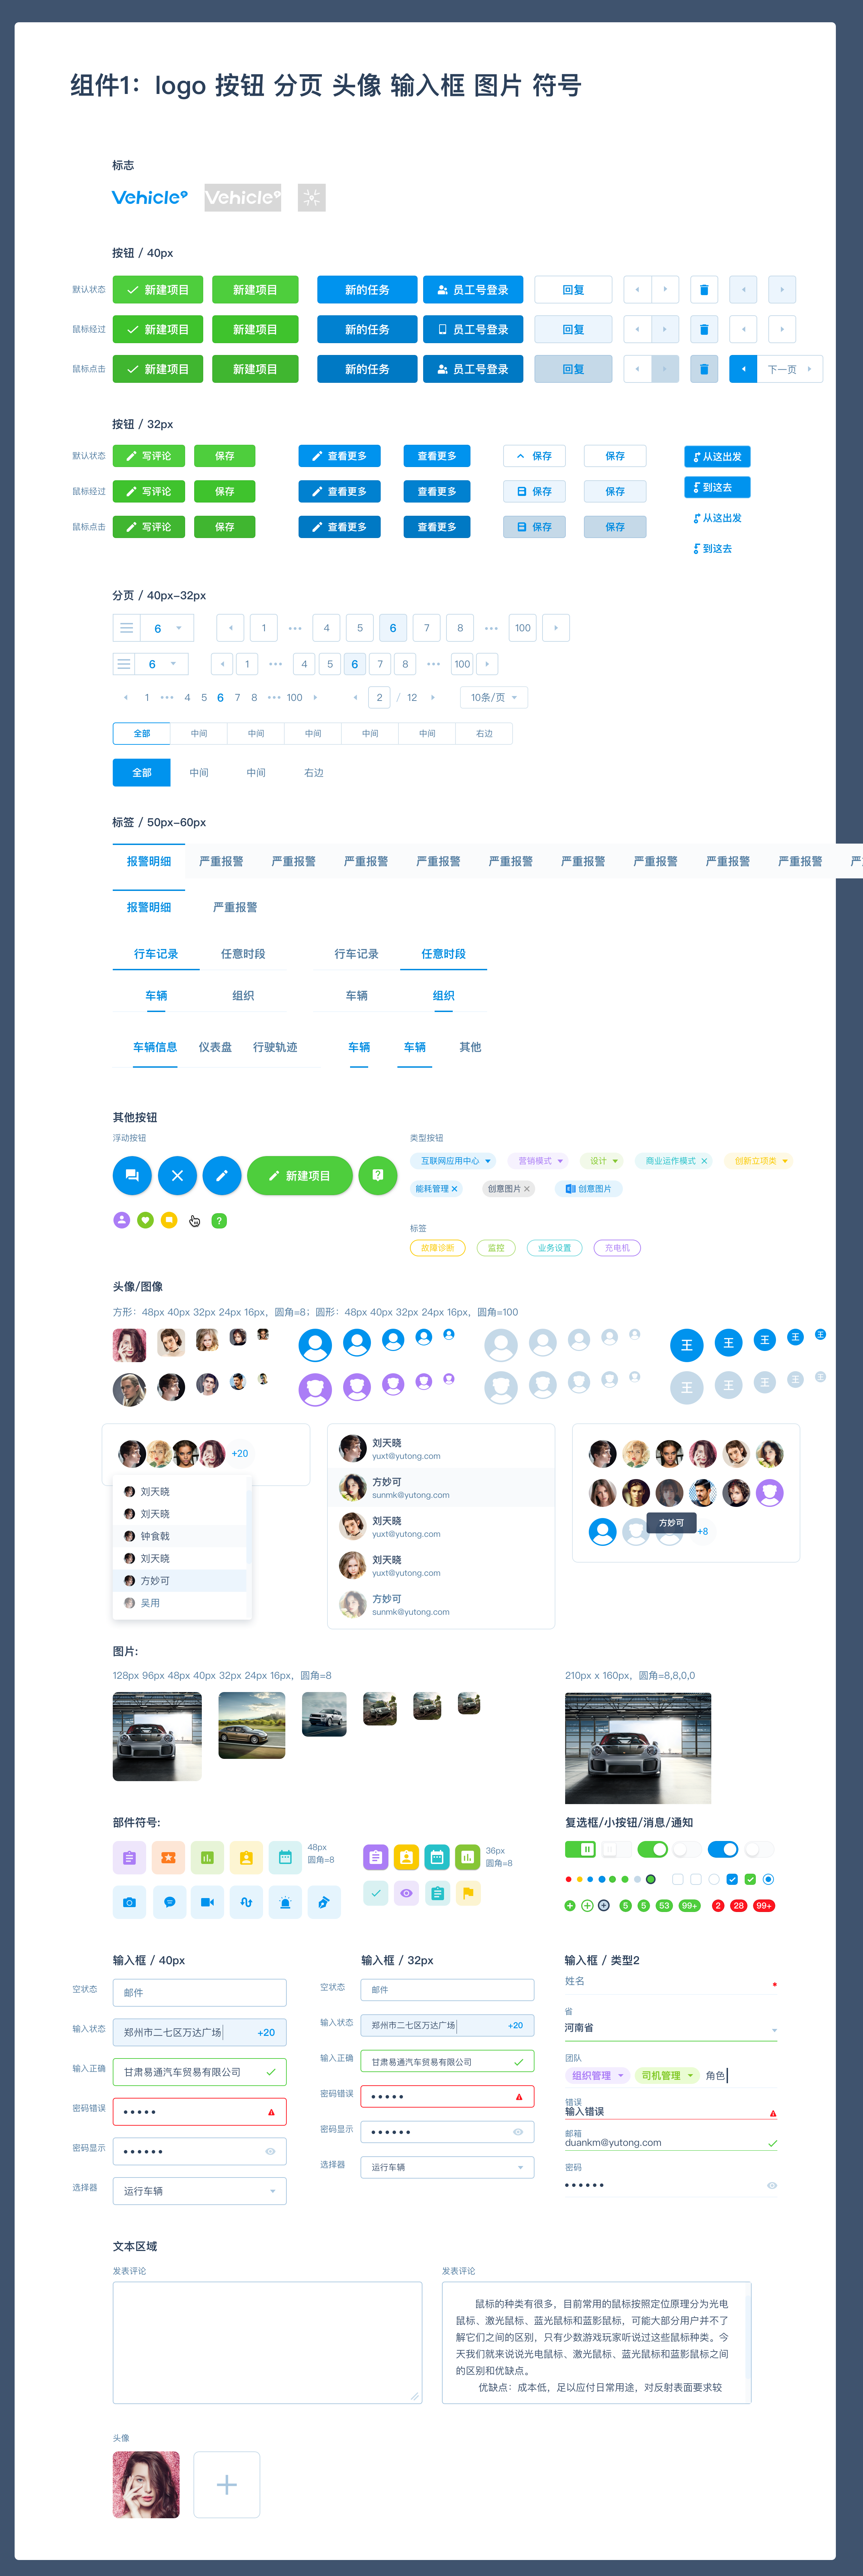 组件1：logo 按钮 分页 头像 输入框 图片 符号
标志
Vehicle Vehicle
按钮 / 40px
默认状态 新建项目 新建项目 新的任务 员工号登录 回复
鼠标经过 新建项目 新建项目 新的任务 员工号登录 回复
鼠标点击 新建项目 新建项目 新的任务 员工号登录 回复 下一页
按钮 / 32px
默认状态 写评论 保存 查看更多 查看更多 保存 保存 从这出发
鼠标经过 写评论 保存 查看更多 查看更多 保存 保存 到这去
鼠标点击 写评论 保存 查看更多 查看更多 保存 保存 从这出发
到这去
分页 / 40px-32px
6 1 ••• 4 5 6 7 8 ••• 100
6 1 ••• 4 5 6 7 8 ••• 100
1 ••• 4 5 6 7 8 ••• 100 2 / 12 10条/页
全部 中间 中间 中间 中间 中间 右边
全部 中间 中间 右边
标签 / 50px-60px
报警明细 严重报警 严重报警 严重报警 严重报警 严重报警 严重报警 严重报警 严重报警 严重报警 严
报警明细 严重报警
行车记录 任意时段 行车记录 任意时段
车辆 组织 车辆 组织
车辆信息 仪表盘 行驶轨迹 车辆 车辆 其他
其他按钮
浮动按钮 类型按钮
互联网应用中心 营销模式 设计 商业运作模式 创新立项类
新建项目
能耗管理 创意图片 创意图片
标签
故障诊断 监控 业务设置 充电机
头像/图像
方形：48px 40px 32px 24px 16px，圆角=8；圆形：48px 40px 32px 24px 16px，圆角=100
王 王 王 王 王
王 王 王 王 王
+20
刘天晓
刘天晓
钟食戟
刘天晓
方妙可
吴用
刘天晓
yuxt@yutong.com
方妙可
sunmk@yutong.com
刘天晓
yuxt@yutong.com
刘天晓
yuxt@yutong.com
方妙可
sunmk@yutong.com
方妙可
+8
图片:
128px 96px 48px 40px 32px 24px 16px，圆角=8 210px x 160px，圆角=8,8,0,0
部件符号: 复选框/小按钮/消息/通知
48px
圆角=8
36px
圆角=8
5 5 53 99+ 2 28 99+
输入框 / 40px
空状态 邮件
输入状态 郑州市二七区万达广场 +20
输入正确 甘肃易通汽车贸易有限公司
密码错误 •••••
密码显示 ••••••
选择器 运行车辆
输入框 / 32px
空状态 邮件
输入状态 郑州市二七区万达广场 +20
输入正确 甘肃易通汽车贸易有限公司
密码错误 •••••
密码显示 ••••••
选择器 运行车辆
输入框 / 类型2
姓名 *
省
河南省
团队
组织管理 司机管理 角色
错误
输入错误
邮箱
duankm@yutong.com
密码
••••••
文本区域
发表评论 发表评论
鼠标的种类有很多，目前常用的鼠标按照定位原理分为光电
鼠标、激光鼠标、蓝光鼠标和蓝影鼠标，可能大部分用户并不了
解它们之间的区别，只有少数游戏玩家听说过这些鼠标种类。今
天我们就来说说光电鼠标、激光鼠标、蓝光鼠标和蓝影鼠标之间
的区别和优缺点。
优缺点：成本低，足以应付日常用途，对反射表面要求较
头像